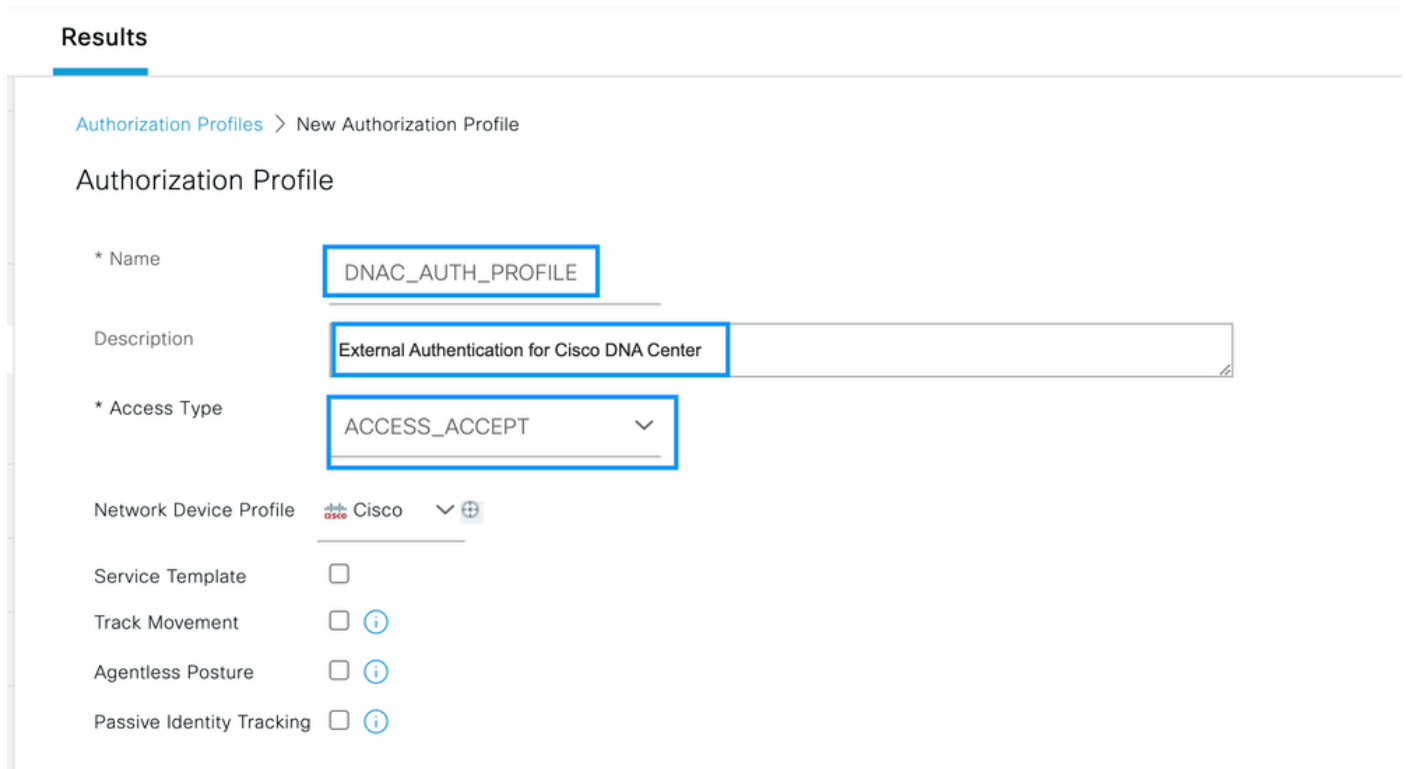 Results
Authorization Profiles > New Authorization Profile
Authorization Profile
* Name
DNAC_AUTH_PROFILE
Description
External Authentication for Cisco DNA Center
* Access Type
ACCESS_ACCEPT
Network Device Profile
cisco Cisco
Service Template
Track Movement
Agentless Posture
Passive Identity Tracking